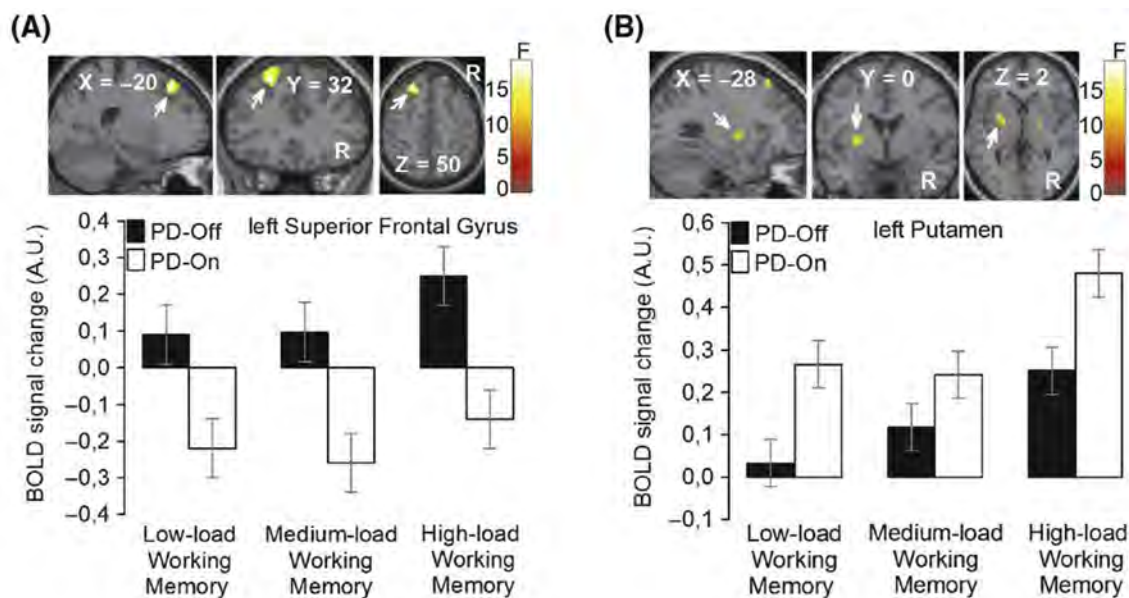 (A)
X = –20
Y = 32
R
R
Z = 50
F
15
10
5
0
left Superior Frontal Gyrus
PD-Off
PD-On
BOLD signal change (A.U.)
0,4
0,3
0,2
0,1
0,0
–0,1
–0,2
–0,3
–0,4
Low-load
Working
Memory
Medium-load
Working
Memory
High-load
Working
Memory
(B)
X = –28
Y = 0
R
Z = 2
R
F
15
10
5
0
left Putamen
PD-Off
PD-On
BOLD signal change (A.U.)
0,6
0,5
0,4
0,3
0,2
0,1
0,0
–0,1
Low-load
Working
Memory
Medium-load
Working
Memory
High-load
Working
Memory